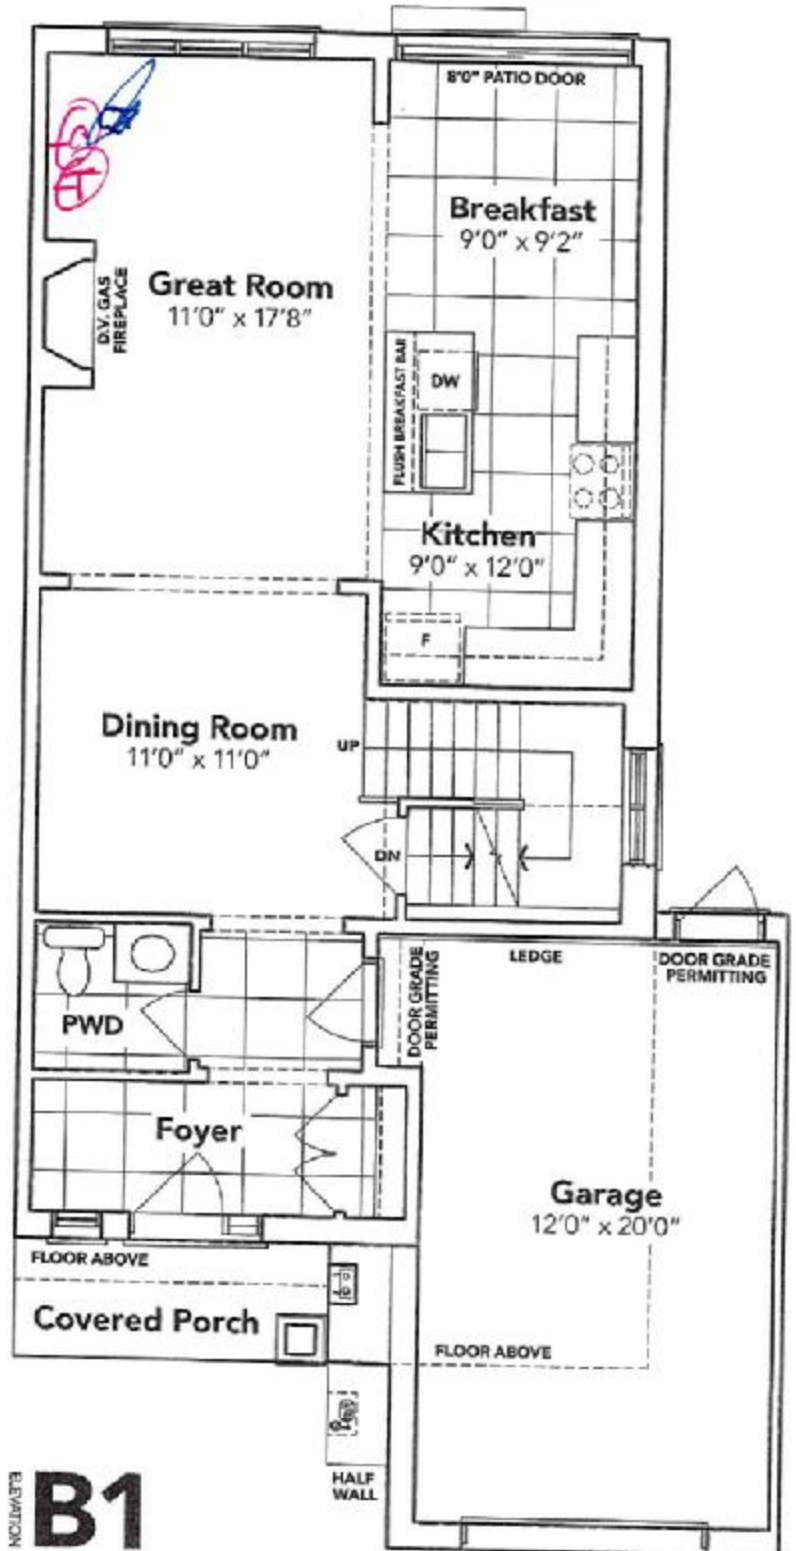 8'0" PATIO DOOR
Breakfast
9'0" x 9'2"
Great Room
11'0" x 17'8"
D.V. GAS
FIREPLACE
FLUSH BREAKFAST BAR
DW
Kitchen
9'0" x 12'0"
F
Dining Room
11'0" x 11'0"
UP
DN
LEDGE
DOOR GRADE
PERMITTING
DOOR GRADE
PERMITTING
PWD
Foyer
Garage
12'0" x 20'0"
FLOOR ABOVE
Covered Porch
FLOOR ABOVE
HALF
WALL
ELEVATION
B1